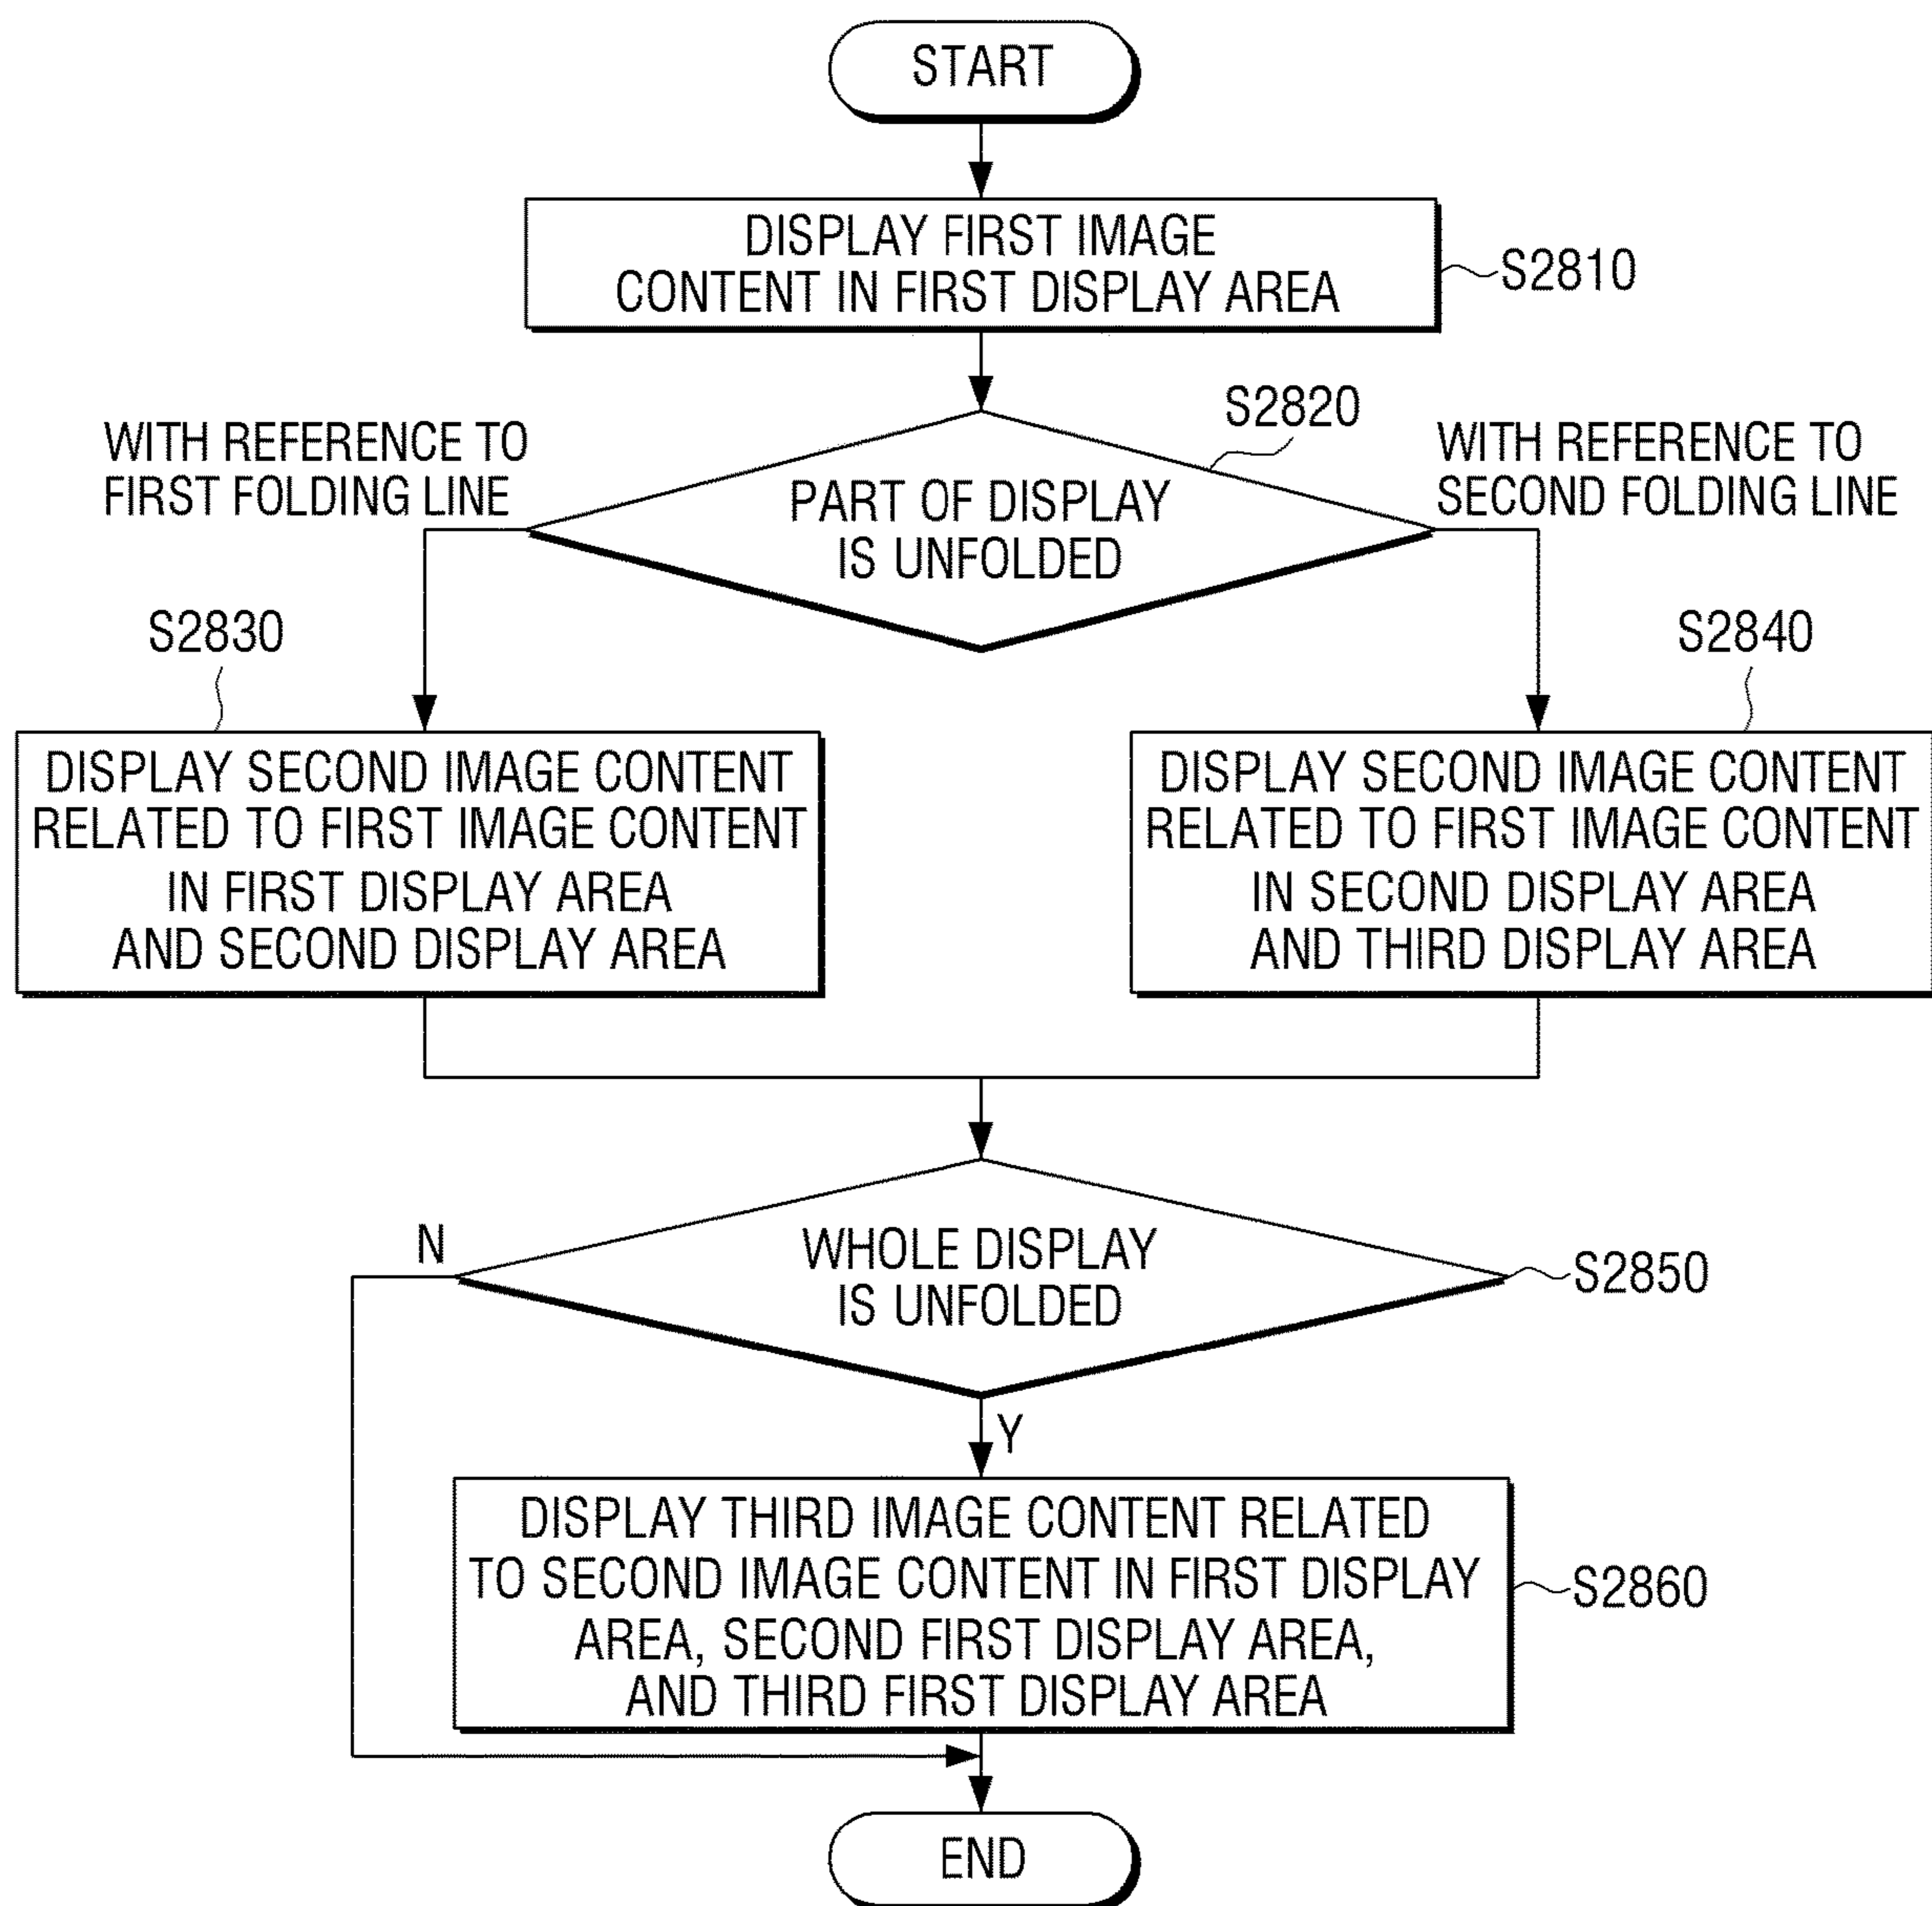 START
DISPLAY FIRST IMAGE
CONTENT IN FIRST DISPLAY AREA
S2810
S2820
WITH REFERENCE TO
FIRST FOLDING LINE
PART OF DISPLAY
IS UNFOLDED
WITH REFERENCE TO
SECOND FOLDING LINE
S2830
DISPLAY SECOND IMAGE CONTENT
RELATED TO FIRST IMAGE CONTENT
IN FIRST DISPLAY AREA
AND SECOND DISPLAY AREA
S2840
DISPLAY SECOND IMAGE CONTENT
RELATED TO FIRST IMAGE CONTENT
IN SECOND DISPLAY AREA
AND THIRD DISPLAY AREA
N
WHOLE DISPLAY
IS UNFOLDED
S2850
Y
DISPLAY THIRD IMAGE CONTENT RELATED
TO SECOND IMAGE CONTENT IN FIRST DISPLAY
AREA, SECOND FIRST DISPLAY AREA,
AND THIRD FIRST DISPLAY AREA
S2860
END